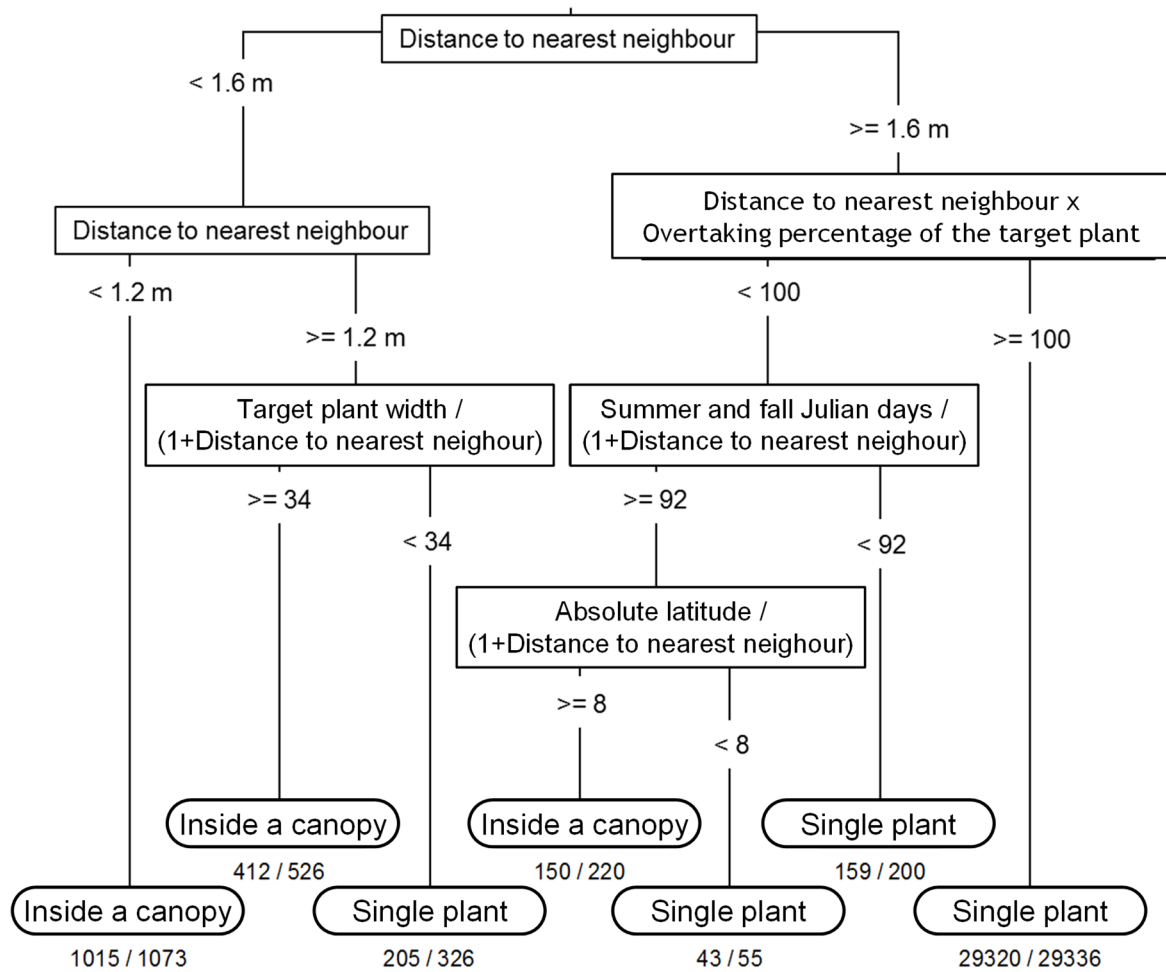 Distance to nearest neighbour
< 1.6 m
>= 1.6 m
Distance to nearest neighbour x
Overtaking percentage of the target plant
Distance to nearest neighbour
< 1.2 m
>= 1.2 m
< 100
>= 100
Target plant width /
(1+Distance to nearest neighour)
Summer and fall Julian days /
(1+Distance to nearest neighour)
>= 34
< 34
>= 92
< 92
Absolute latitude /
(1+Distance to nearest neighour)
>= 8
< 8
Inside a canopy
412 / 526
Inside a canopy
150 / 220
Single plant
159 / 200
Inside a canopy
1015 / 1073
Single plant
205 / 326
Single plant
43 / 55
Single plant
29320 / 29336